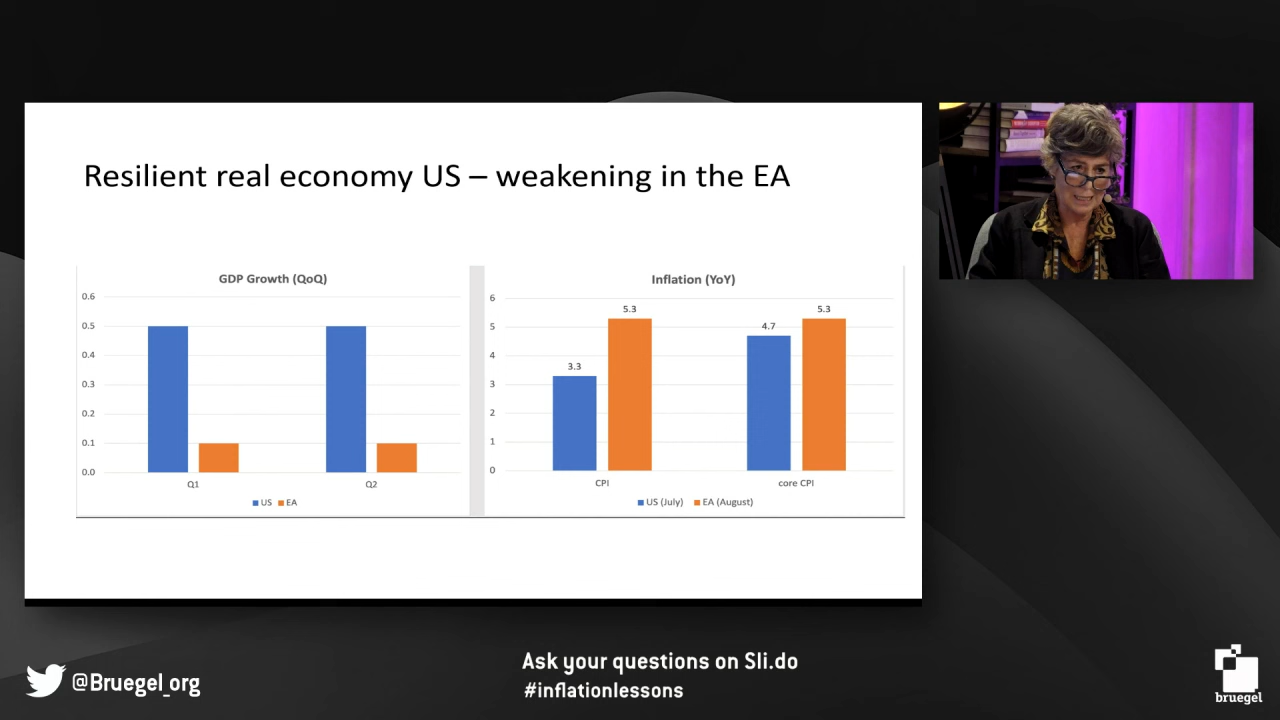 Resilient real economy US – weakening in the EA
GDP Growth (QoQ)
0.6
0.5
0.4
0.3
0.2
0.1
0.0
Q1
Q2
US EA
Inflation (YoY)
6
5
4
3
2
1
0
3.3
5.3
4.7
5.3
CPI
core CPI
US (July) EA (August)
@Bruegel_org
Ask your questions on Sli.do
#inflationlessons
bruegel